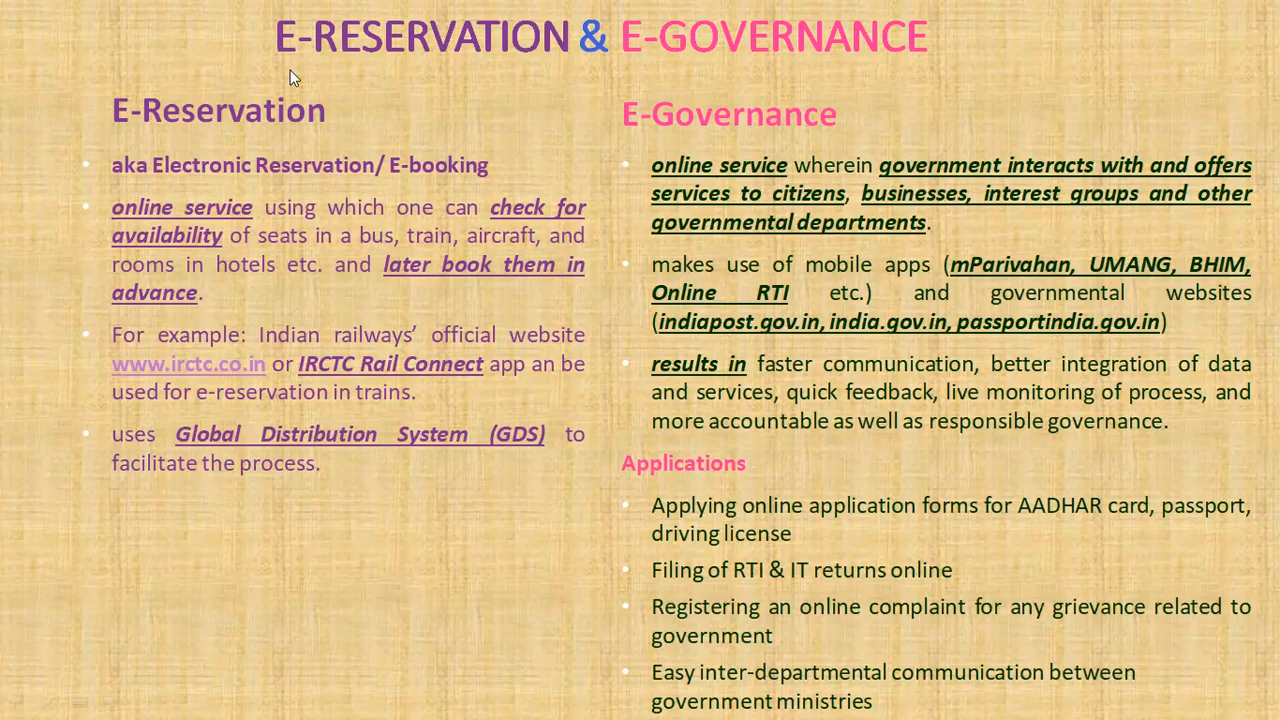 E-RESERVATION & E-GOVERNANCE
E-Reservation
aka Electronic Reservation/ E-booking
online service using which one can check for
availability of seats in a bus, train, aircraft, and
rooms in hotels etc. and later book them in
advance.
For example: Indian railways’ official website
www.irctc.co.in or IRCTC Rail Connect app an be
used for e-reservation in trains.
uses Global Distribution System (GDS) to
facilitate the process.
E-Governance
online service wherein government interacts with and offers
services to citizens, businesses, interest groups and other
governmental departments.
makes use of mobile apps (mParivahan, UMANG, BHIM,
Online RTI etc.) and governmental websites
(indiapost.gov.in, india.gov.in, passportindia.gov.in)
results in faster communication, better integration of data
and services, quick feedback, live monitoring of process, and
more accountable as well as responsible governance.
Applications
Applying online application forms for AADHAR card, passport,
driving license
Filing of RTI & IT returns online
Registering an online complaint for any grievance related to
government
Easy inter-departmental communication between
government ministries